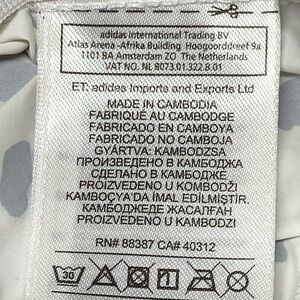 adidas International Trading BV
Atlas Arena -Afrika Building Hoogoorddreef 9a
1101 BA Amsterdam ZO The Netherlands
VAT NO. NL 8073.01.322.B.01
ET: adidas Imports and Exports Ltd
MADE IN CAMBODIA
FABRIQUÉ AU CAMBODGE
FABRICADO EN CAMBOYA
FABRICADO NO CAMBOJA
GYÁRTVA: KAMBODZSA
ПРОИЗВЕДЕНО В КАМБОДЖА
СДЕЛАНО В КАМБОДЖЕ
PROIZVEDENO U KAMBODŽI
KAMBOÇYA'DA İMAL EDİLMİŞTİR.
КАМБОДЖЕДЕ ЖАСАЛҒАН
PROIZVEDENO U KAMBODZI
RN# 88387 CA# 40312
30